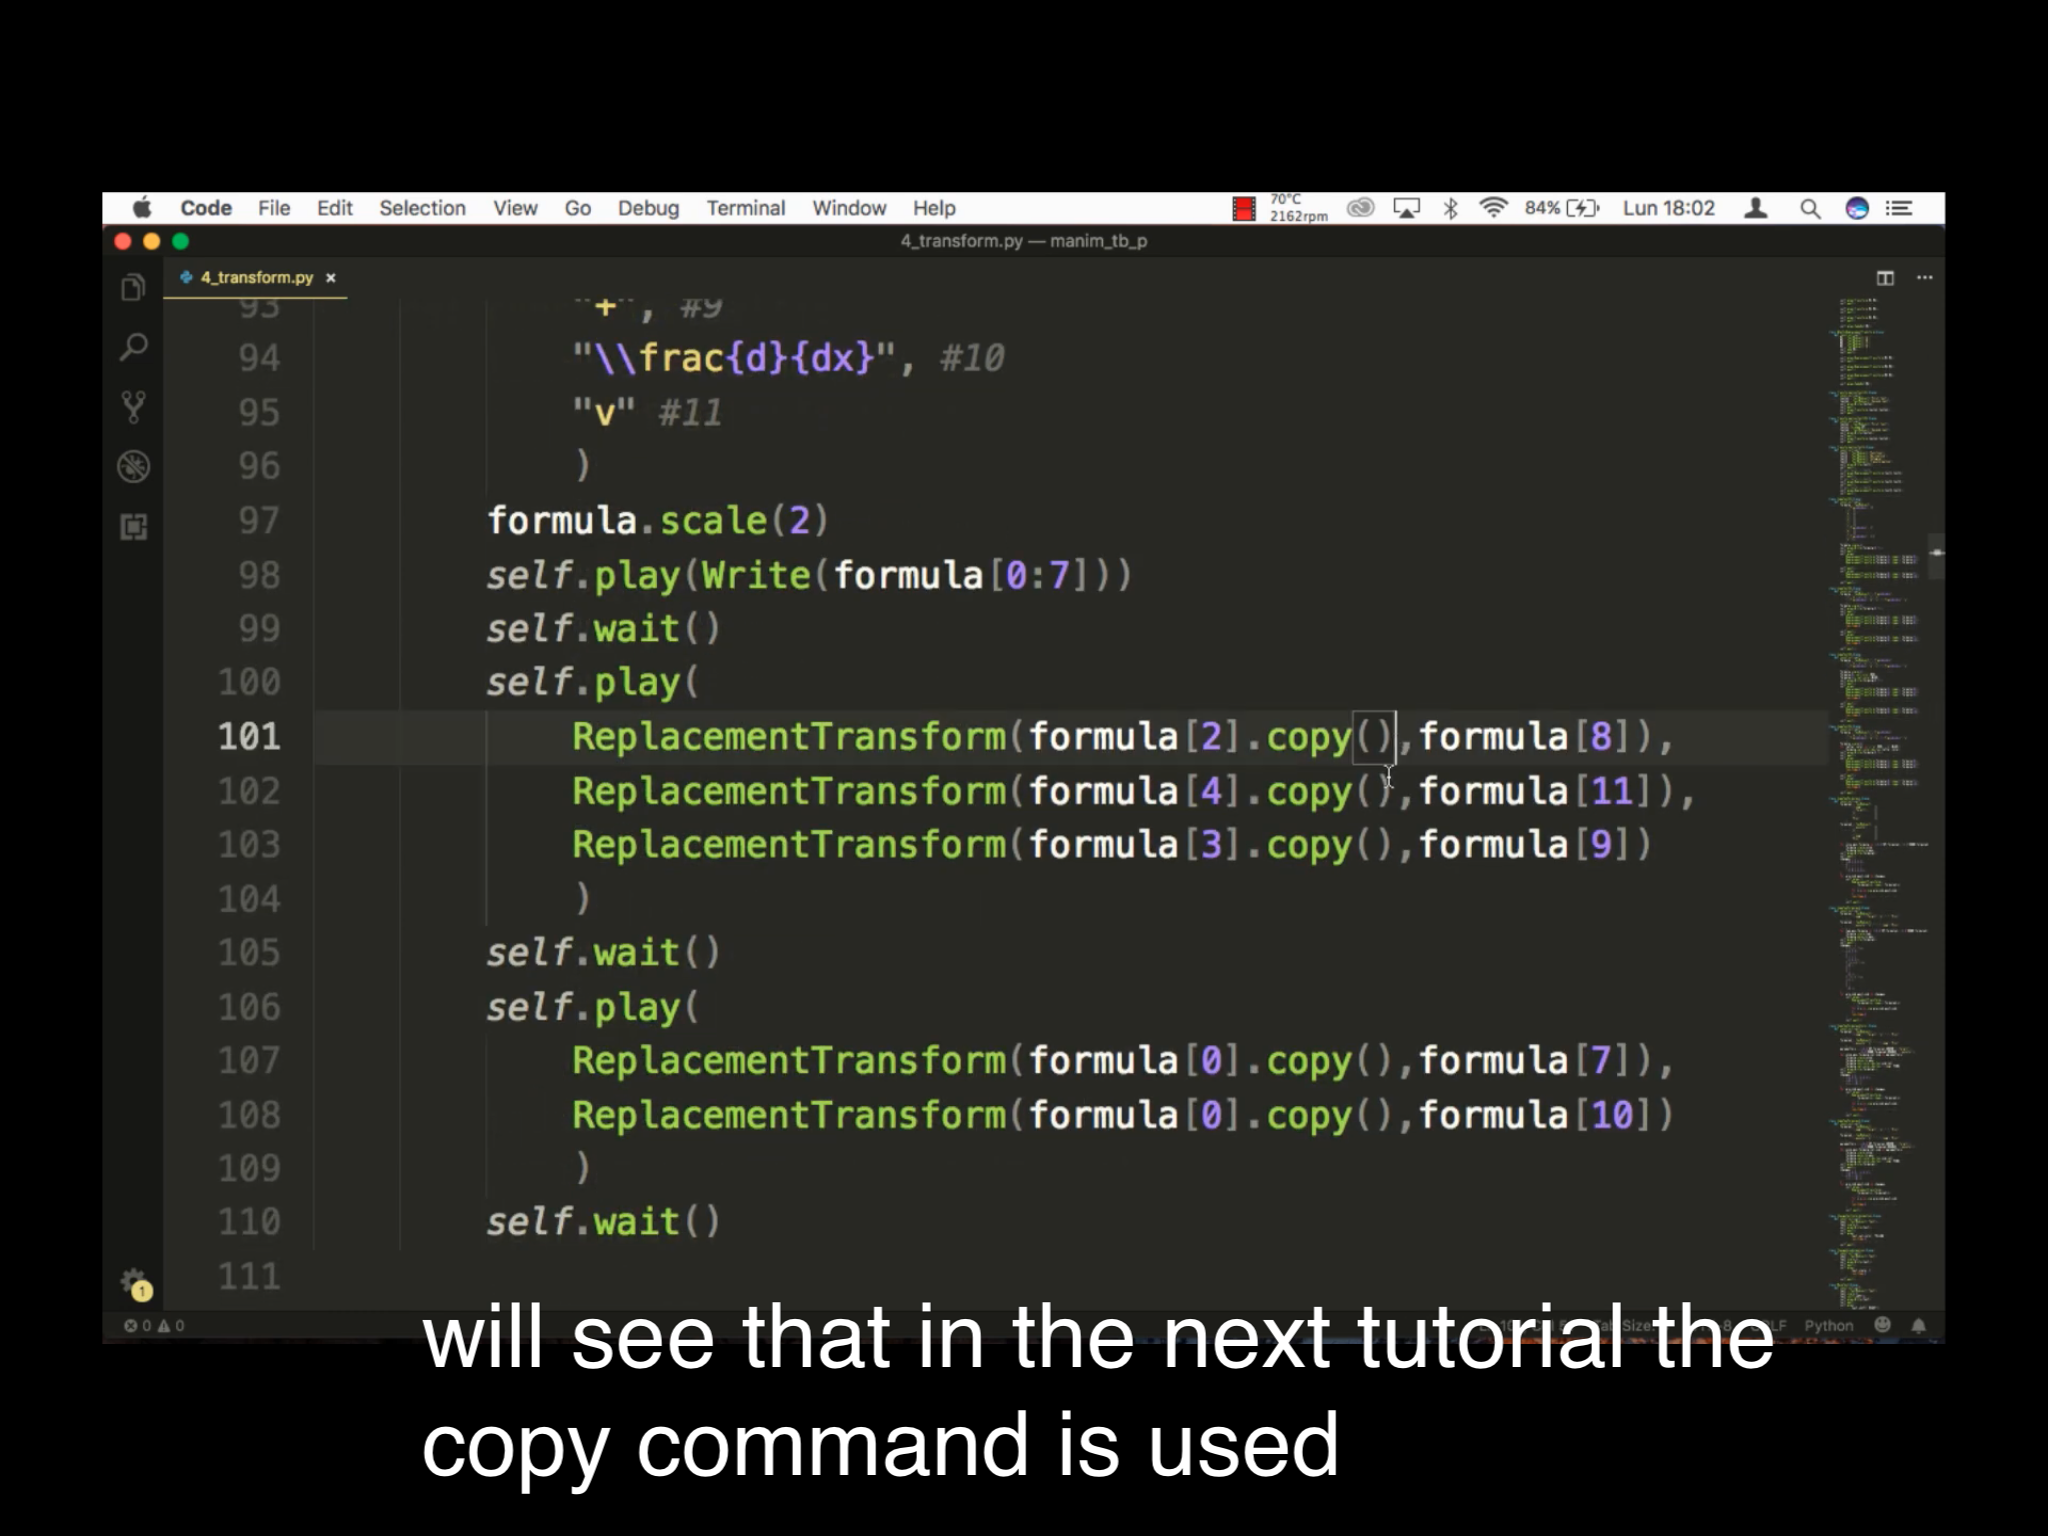 Code File Edit Selection View Go Debug Terminal Window Help 70°C 2162rpm 84% Lun 18:02
4_transform.py — manim_tb_p
4_transform.py ×
93 "+", #9
94 "\\frac{d}{dx}", #10
95 "v" #11
96 )
97 formula.scale(2)
98 self.play(Write(formula[0:7]))
99 self.wait()
100 self.play(
101 ReplacementTransform(formula[2].copy(),formula[8]),
102 ReplacementTransform(formula[4].copy(),formula[11]),
103 ReplacementTransform(formula[3].copy(),formula[9])
104 )
105 self.wait()
106 self.play(
107 ReplacementTransform(formula[0].copy(),formula[7]),
108 ReplacementTransform(formula[0].copy(),formula[10])
109 )
110 self.wait()
111
1
0 0 Python
will see that in the next tutorial the
copy command is used